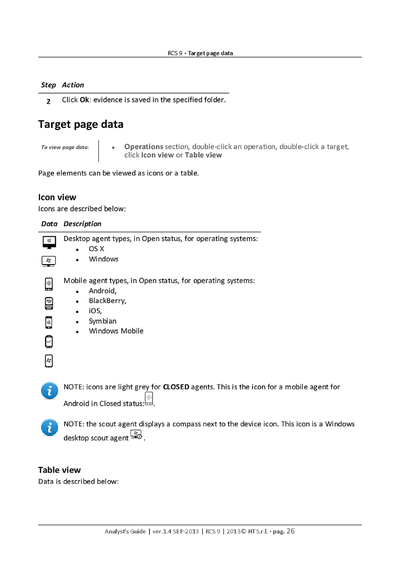 RCS 9 - Target page data
Step Action
2 Click Ok: evidence is saved in the specified folder.
Target page data
To view page data: • Operations section, double-click an operation, double-click a target,
click Icon view or Table view
Page elements can be viewed as icons or a table.
Icon view
Icons are described below:
Data Description
Desktop agent types, in Open status, for operating systems:
• OS X
• Windows
Mobile agent types, in Open status, for operating systems:
• Android,
• BlackBerry,
• iOS,
• Symbian
• Windows Mobile
NOTE: icons are light grey for CLOSED agents. This is the icon for a mobile agent for
Android in Closed status: .
NOTE: the scout agent displays a compass next to the device icon. This icon is a Windows
desktop scout agent .
Table view
Data is described below:
Analyst's Guide | ver.1.4 SEP-2013 | RCS 9 | 2013© HT S.r.l. - pag. 26